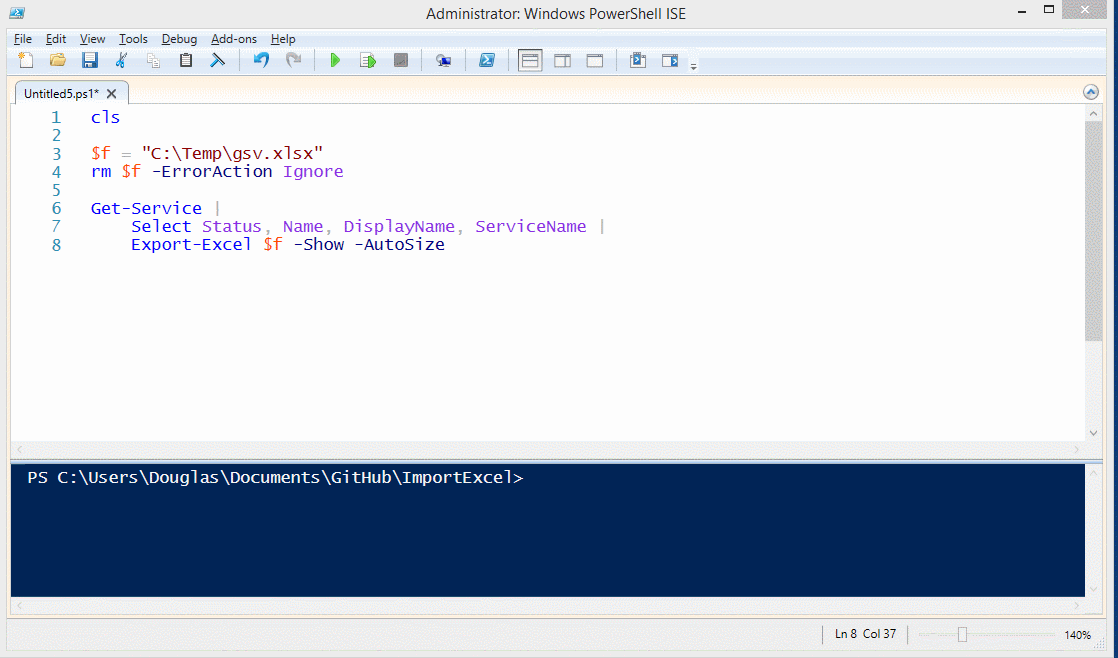 Administrator: Windows PowerShell ISE
File Edit View Tools Debug Add-ons Help
Untitled5.ps1*
1 cls
2
3 $f = "C:\Temp\gsv.xlsx"
4 rm $f -ErrorAction Ignore
5
6 Get-Service |
7 Select Status, Name, DisplayName, ServiceName |
8 Export-Excel $f -Show -AutoSize
PS C:\Users\Douglas\Documents\GitHub\ImportExcel>
Ln 8 Col 37 140%